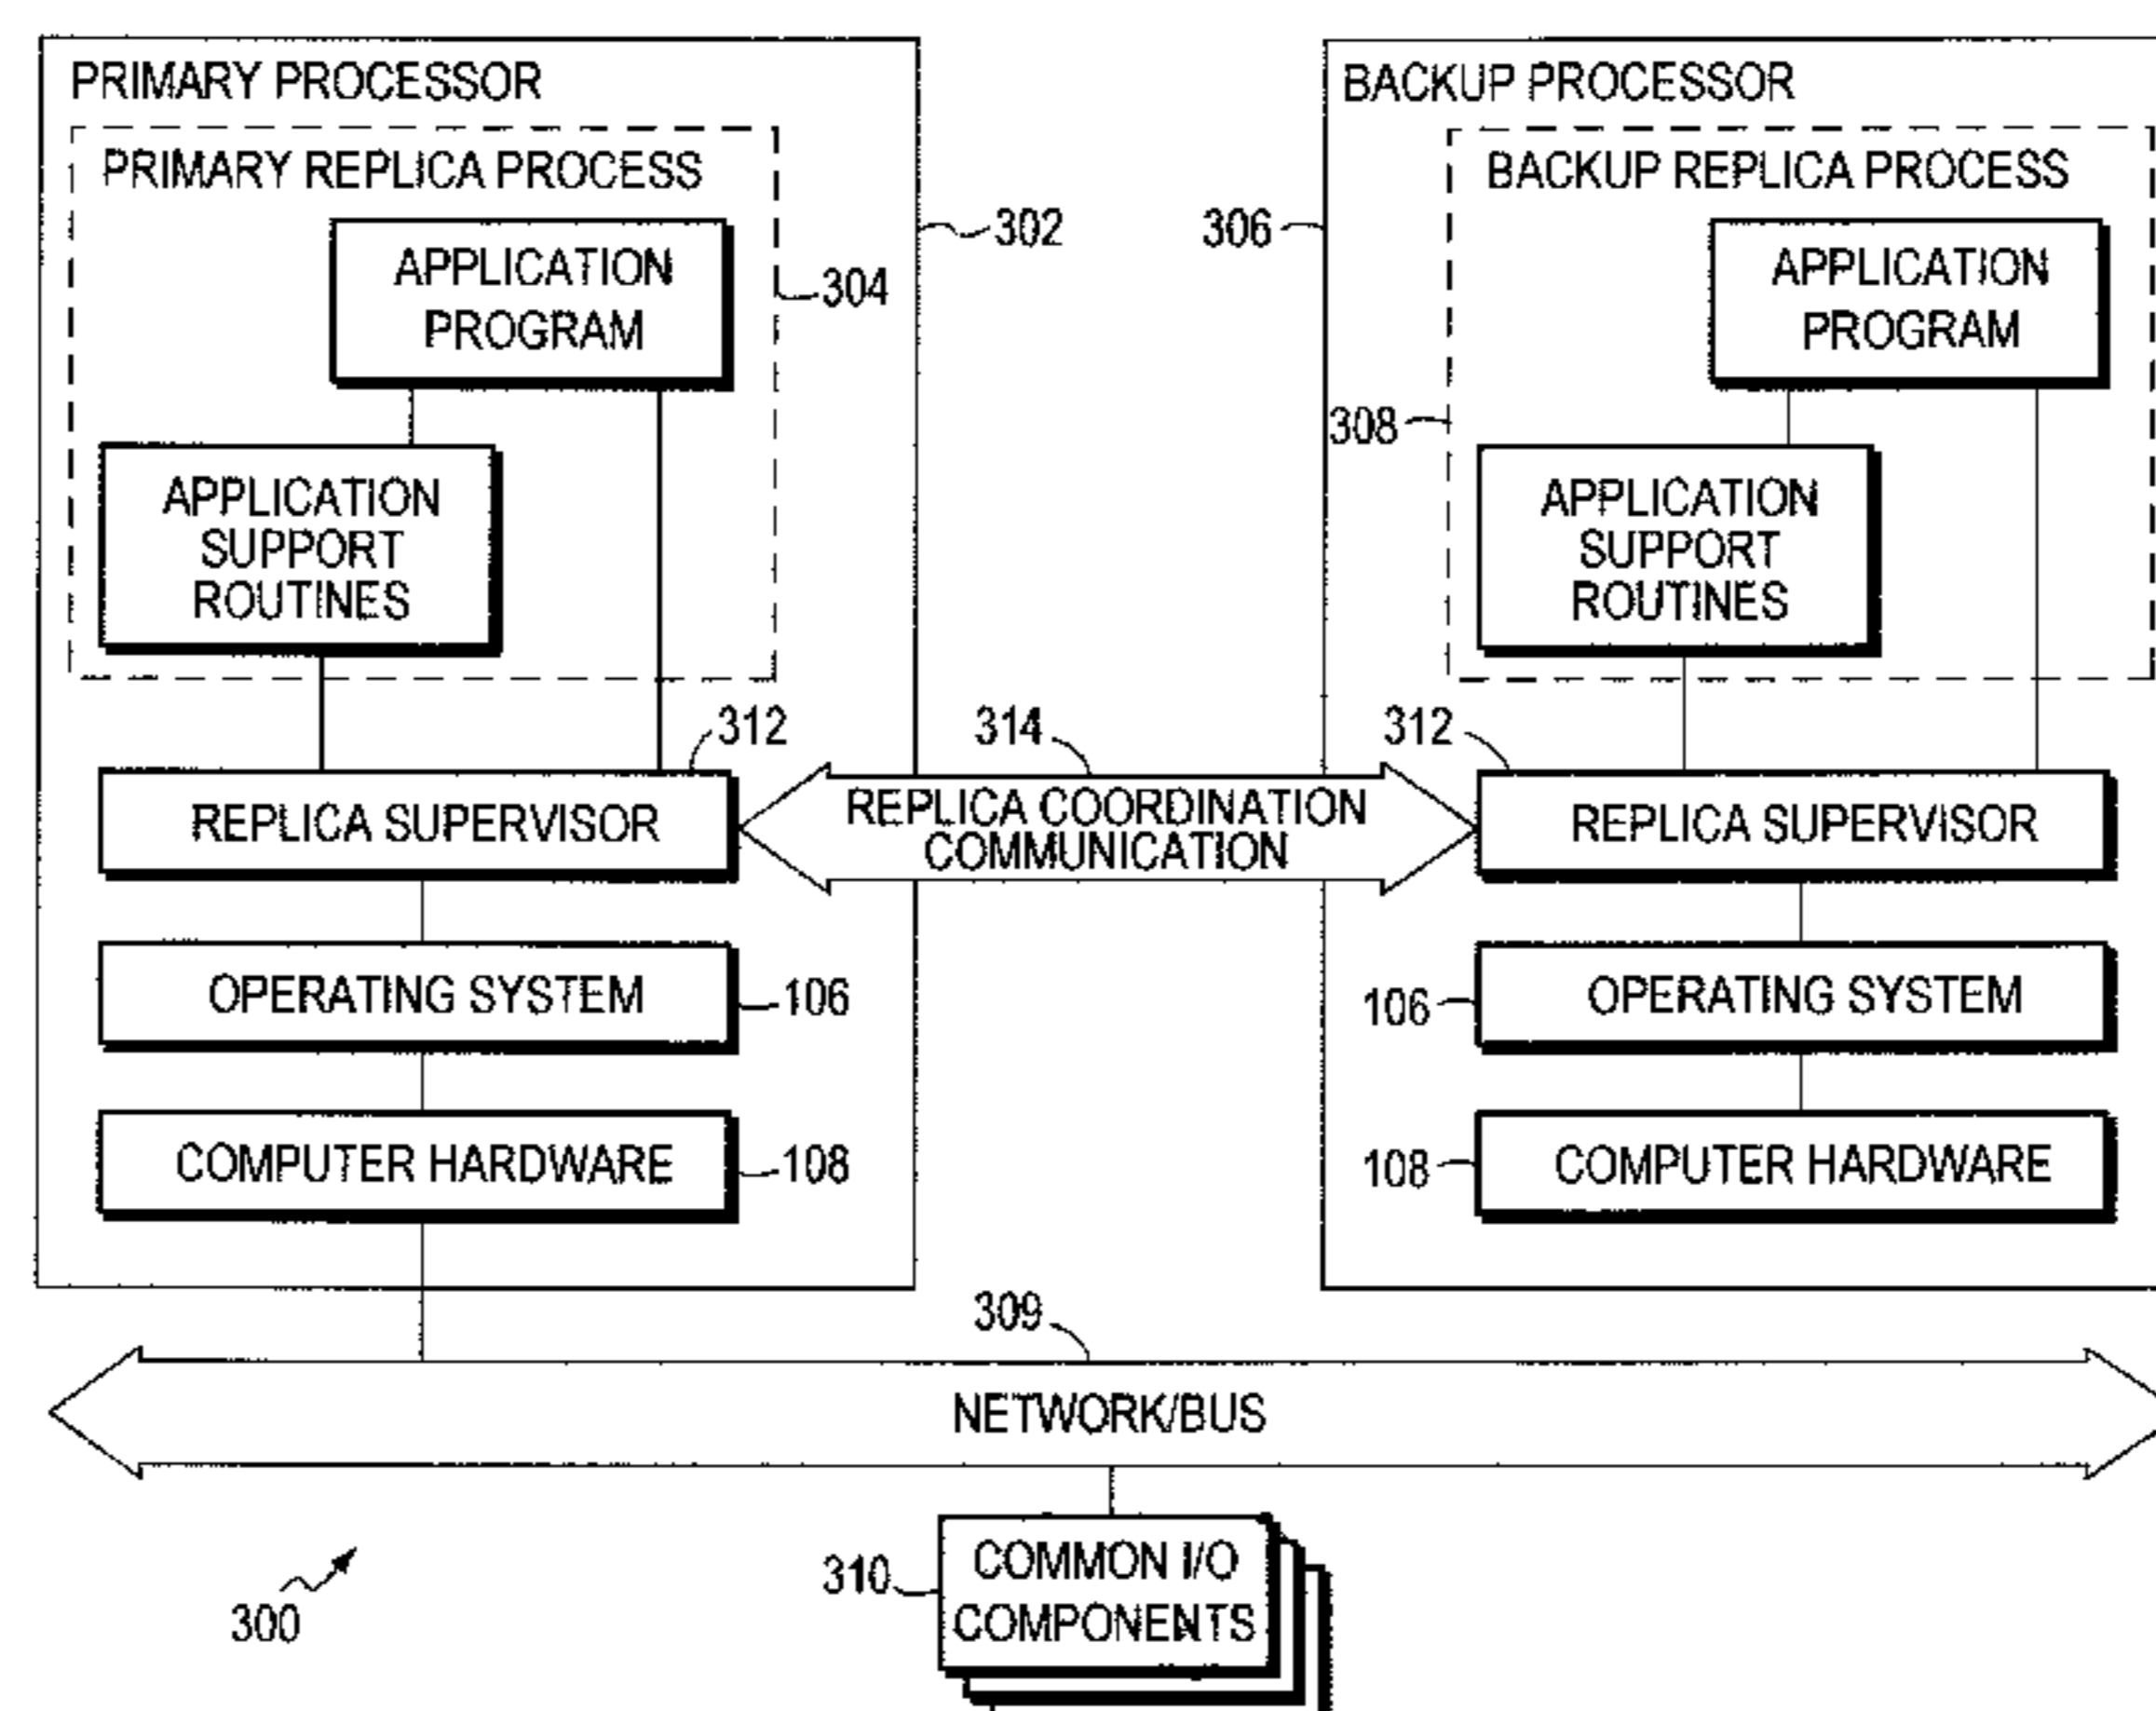 PRIMARY PROCESSOR
PRIMARY REPLICA PROCESS
APPLICATION
PROGRAM
302
304
APPLICATION
SUPPORT
ROUTINES
312
REPLICA SUPERVISOR
OPERATING SYSTEM
106
COMPUTER HARDWARE
108
314
REPLICA COORDINATION
COMMUNICATION
BACKUP PROCESSOR
BACKUP REPLICA PROCESS
306
APPLICATION
PROGRAM
308
APPLICATION
SUPPORT
ROUTINES
312
REPLICA SUPERVISOR
106
OPERATING SYSTEM
108
COMPUTER HARDWARE
309
NETWORK/BUS
310
COMMON I/O
COMPONENTS
300